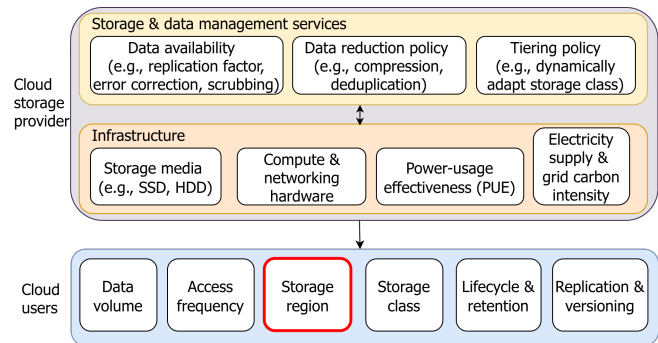 Storage & data management services
Data availability
(e.g., replication factor,
error correction, scrubbing)
Data reduction policy
(e.g., compression,
deduplication)
Tiering policy
(e.g., dynamically
adapt storage class)
Cloud
storage
provider
Infrastructure
Storage media
(e.g., SSD, HDD)
Compute &
networking
hardware
Power-usage
effectiveness (PUE)
Electricity
supply &
grid carbon
intensity
Cloud
users
Data
volume
Access
frequency
Storage
region
Storage
class
Lifecycle &
retention
Replication &
versioning